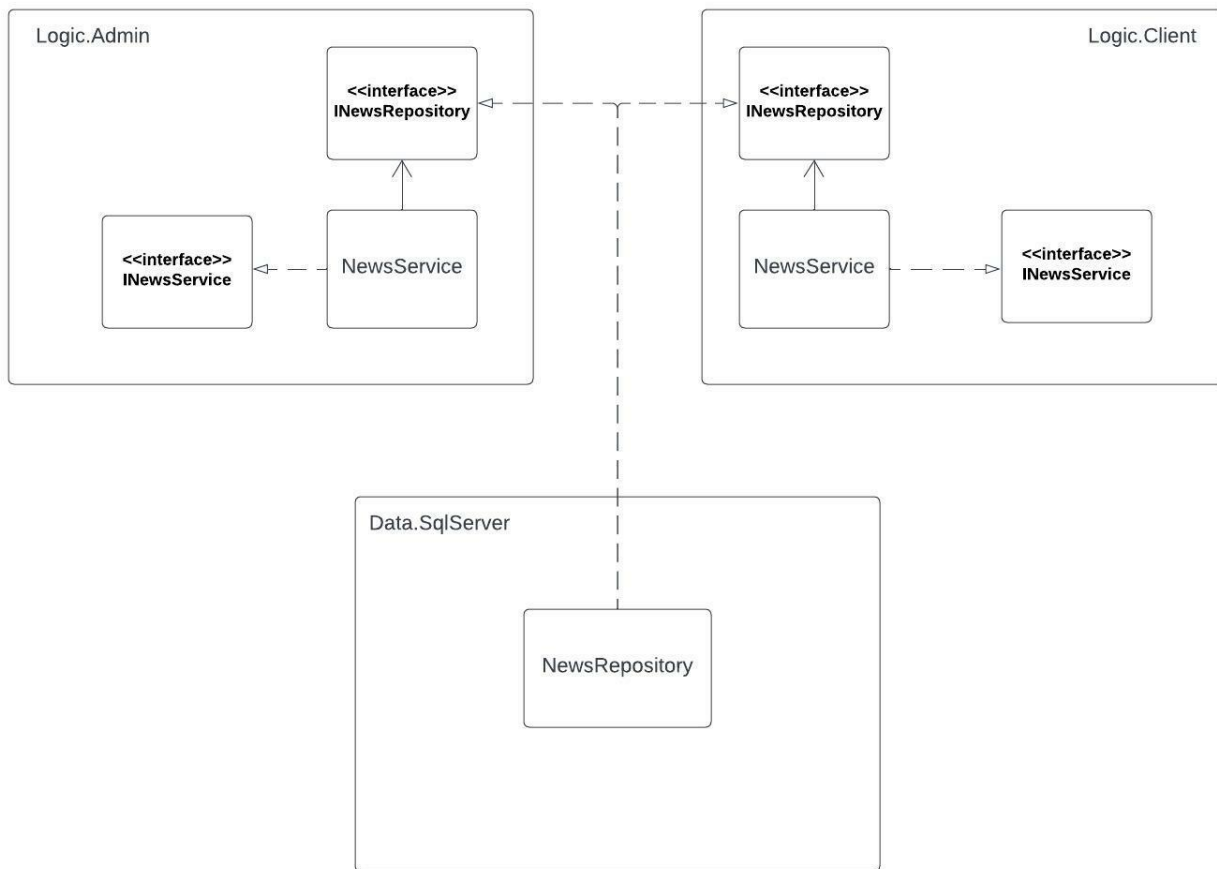 Logic.Admin
<<interface>>
INewsRepository
<<interface>>
INewsService
NewsService
Logic.Client
<<interface>>
INewsRepository
NewsService
<<interface>>
INewsService
Data.SqlServer
NewsRepository